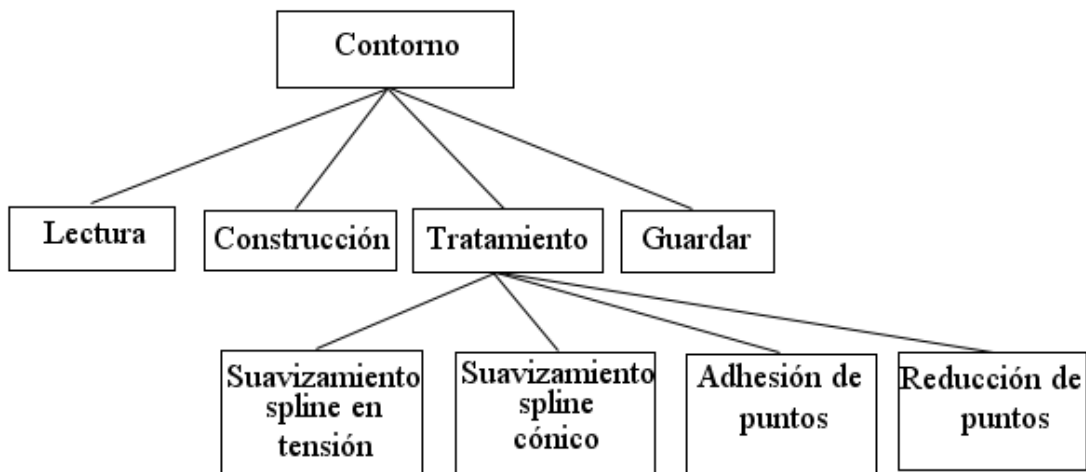 Contorno
Lectura
Construcción
Tratamiento
Guardar
Suavizamiento
spline en
tensión
Suavizamiento
spline
cónico
Adhesión de
puntos
Reducción de
puntos